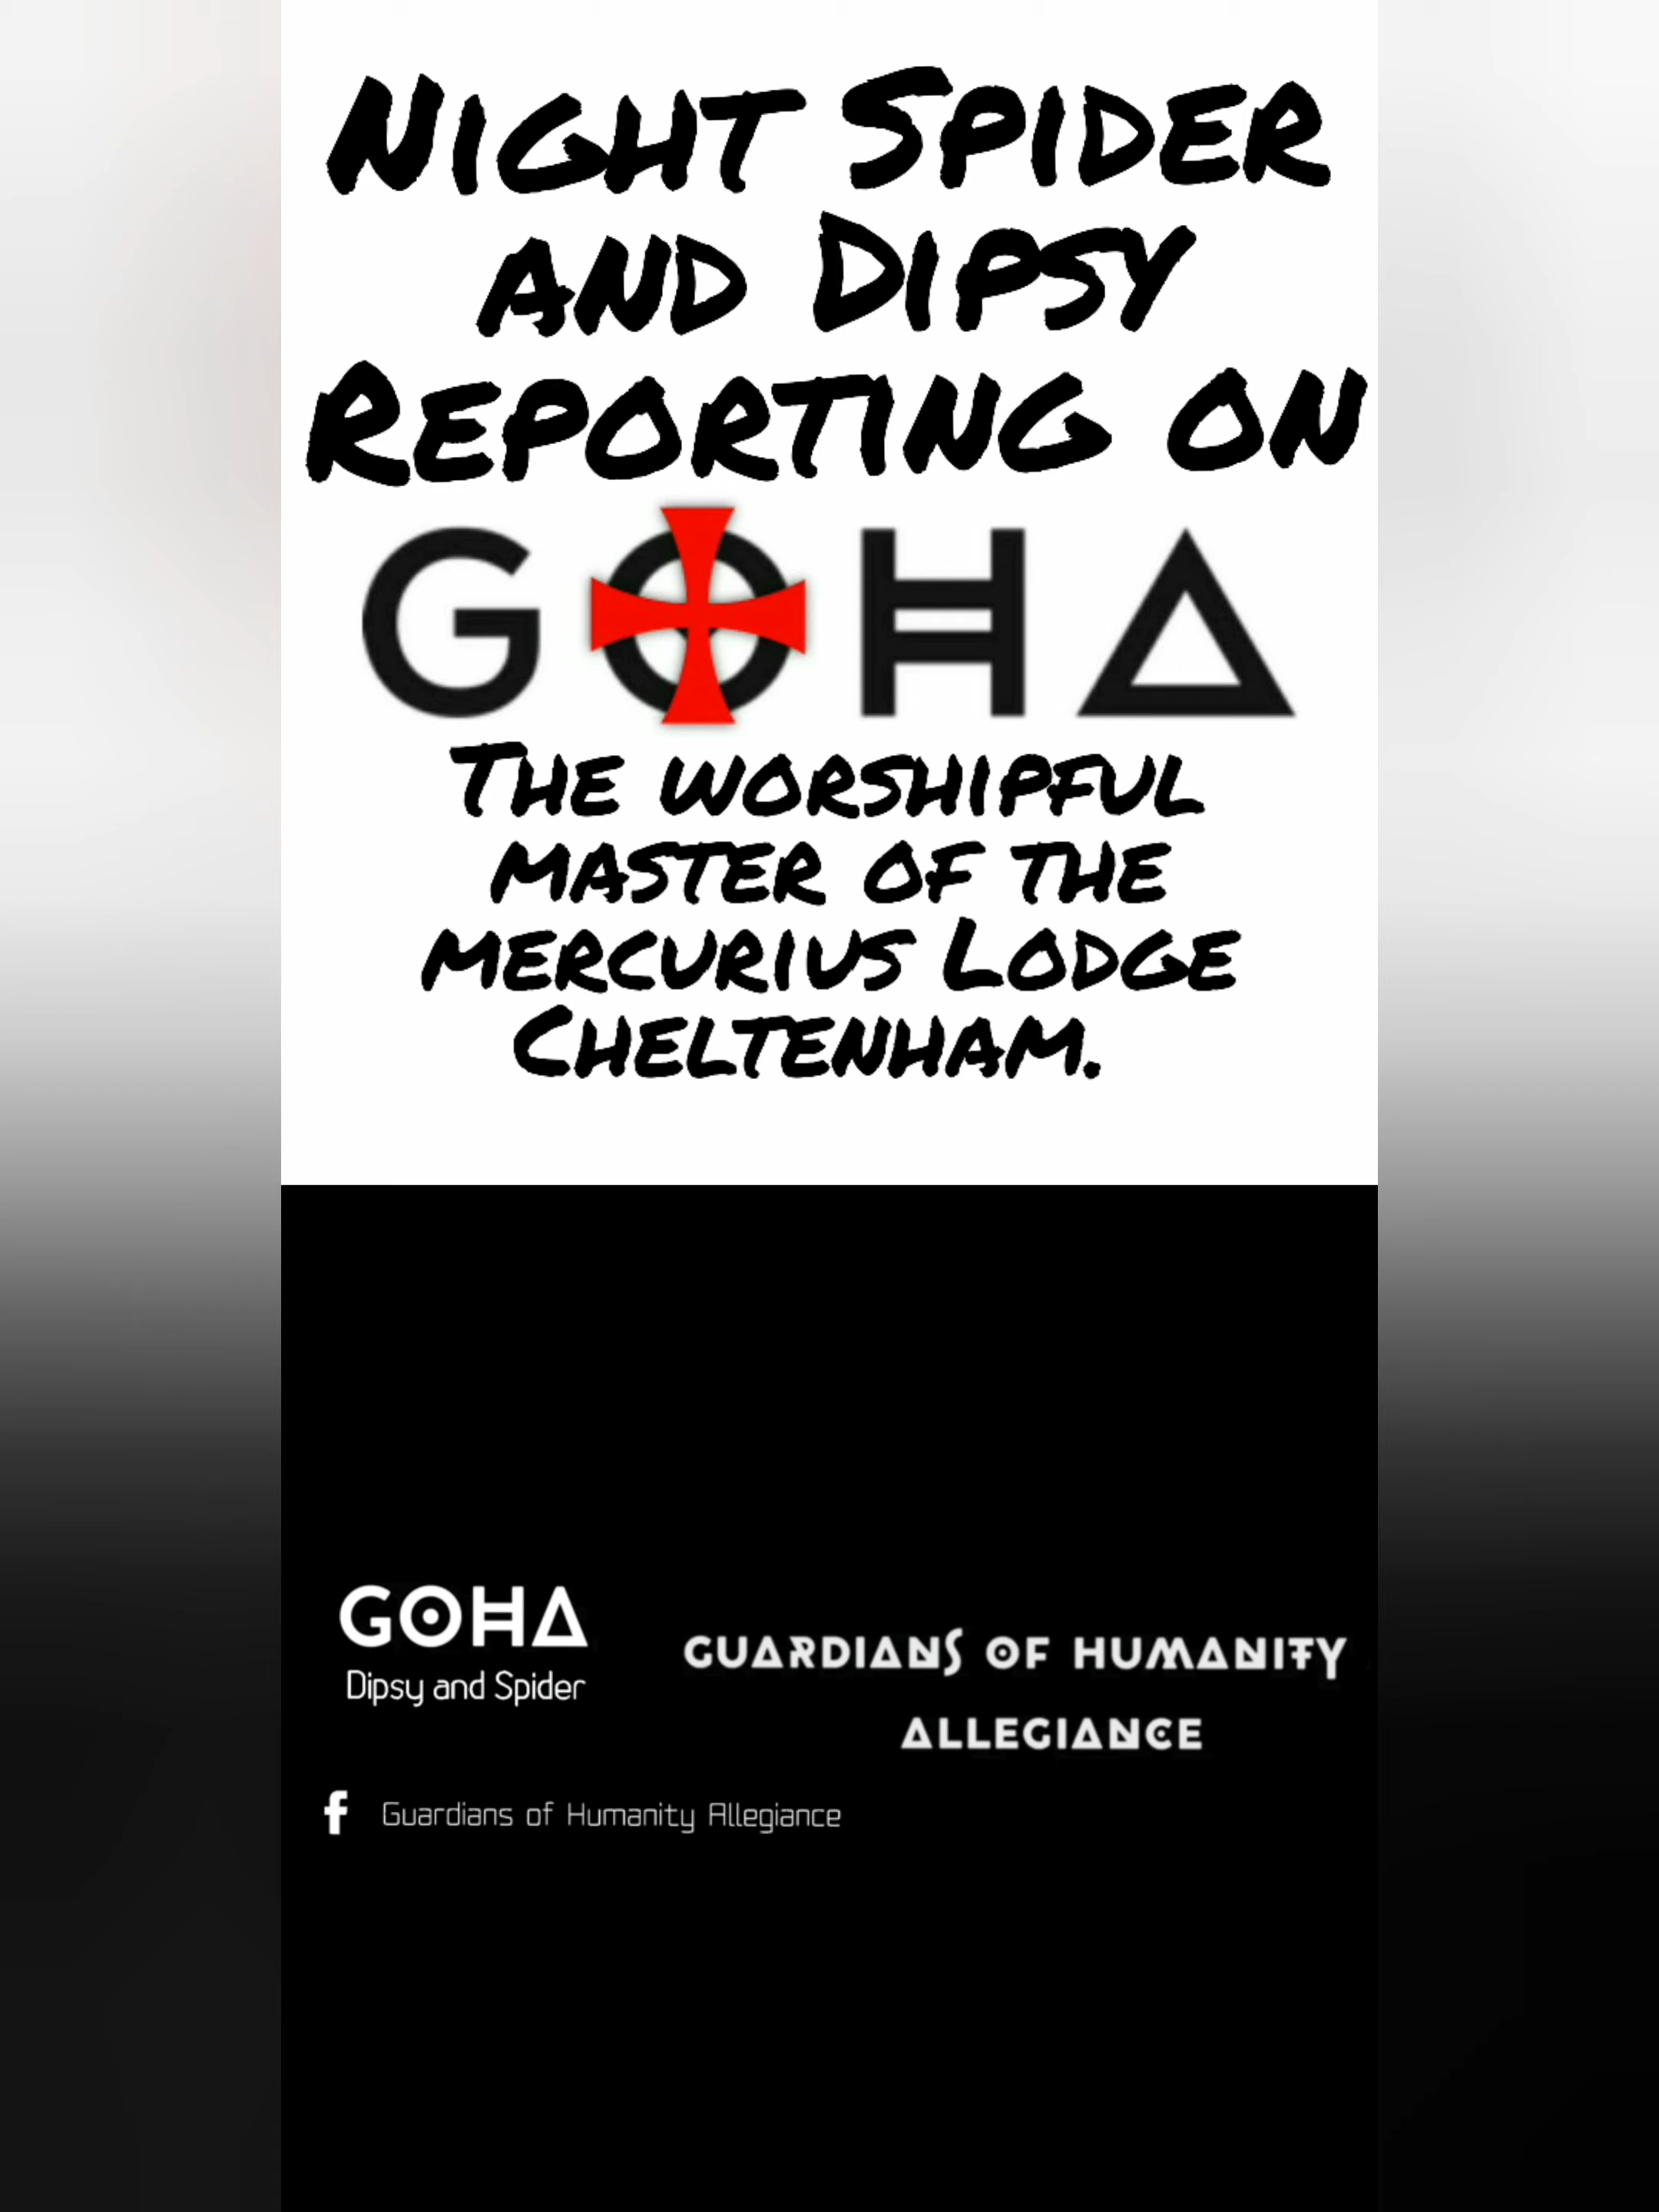 Night Spider
and Dipsy
Reporting on
GOHA
The worshipful
master of the
mercurius Lodge
Cheltenham.
GOHA
Dipsy and Spider
GUARDIANS OF HUMANITY
ALLEGIANCE
f Guardians of Humanity Allegiance